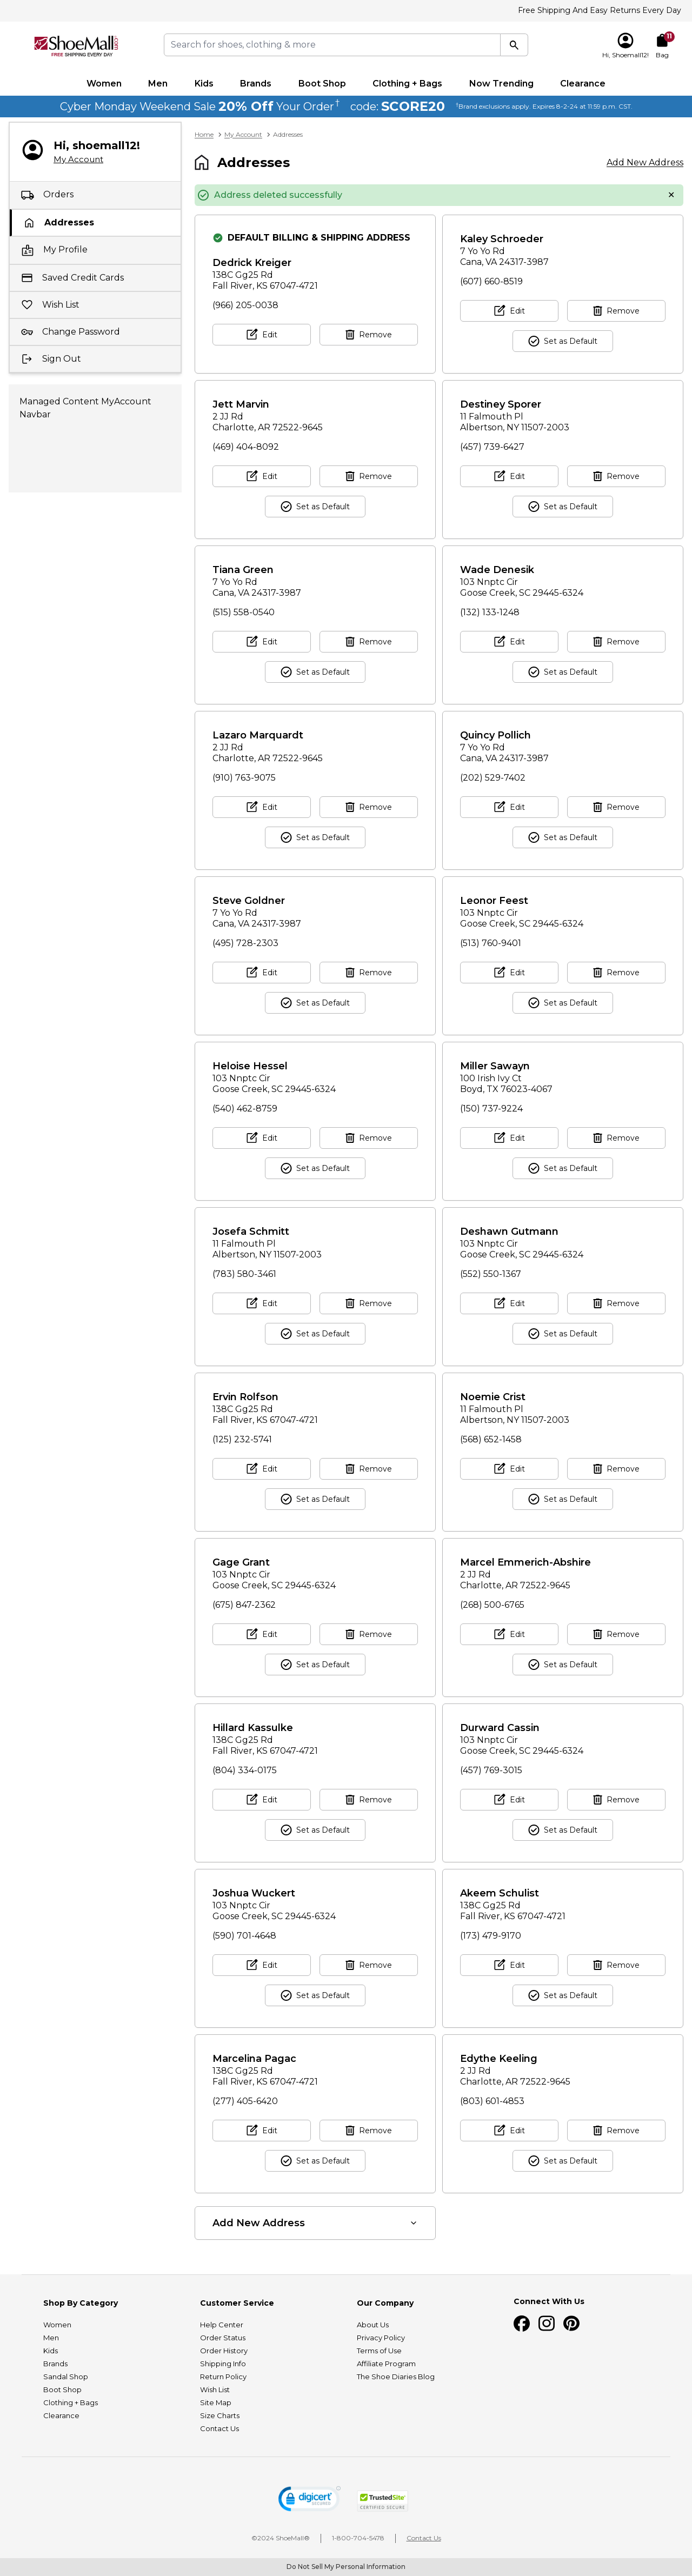 Free Shipping And Easy Returns Every Day
ShoeMall.com
FREE SHIPPING EVERY DAY
Search for shoes, clothing & more
Hi, Shoemall12!
11
Bag
Women
Men
Kids
Brands
Boot Shop
Clothing + Bags
Now Trending
Clearance
Cyber Monday Weekend Sale 20% Off Your Order† code: SCORE20 †Brand exclusions apply. Expires 8-2-24 at 11:59 p.m. CST.
Hi, shoemall12!
My Account
Orders
Addresses
My Profile
Saved Credit Cards
Wish List
Change Password
Sign Out
Managed Content MyAccount
Navbar
Home > My Account > Addresses
Addresses
Add New Address
Address deleted successfully
DEFAULT BILLING & SHIPPING ADDRESS
Dedrick Kreiger
138C Gg25 Rd
Fall River, KS 67047-4721
(966) 205-0038
Edit
Remove
Kaley Schroeder
7 Yo Yo Rd
Cana, VA 24317-3987
(607) 660-8519
Edit
Remove
Set as Default
Jett Marvin
2 JJ Rd
Charlotte, AR 72522-9645
(469) 404-8092
Edit
Remove
Set as Default
Destiney Sporer
11 Falmouth Pl
Albertson, NY 11507-2003
(457) 739-6427
Edit
Remove
Set as Default
Tiana Green
7 Yo Yo Rd
Cana, VA 24317-3987
(515) 558-0540
Edit
Remove
Set as Default
Wade Denesik
103 Nnptc Cir
Goose Creek, SC 29445-6324
(132) 133-1248
Edit
Remove
Set as Default
Lazaro Marquardt
2 JJ Rd
Charlotte, AR 72522-9645
(910) 763-9075
Edit
Remove
Set as Default
Quincy Pollich
7 Yo Yo Rd
Cana, VA 24317-3987
(202) 529-7402
Edit
Remove
Set as Default
Steve Goldner
7 Yo Yo Rd
Cana, VA 24317-3987
(495) 728-2303
Edit
Remove
Set as Default
Leonor Feest
103 Nnptc Cir
Goose Creek, SC 29445-6324
(513) 760-9401
Edit
Remove
Set as Default
Heloise Hessel
103 Nnptc Cir
Goose Creek, SC 29445-6324
(540) 462-8759
Edit
Remove
Set as Default
Miller Sawayn
100 Irish Ivy Ct
Boyd, TX 76023-4067
(150) 737-9224
Edit
Remove
Set as Default
Josefa Schmitt
11 Falmouth Pl
Albertson, NY 11507-2003
(783) 580-3461
Edit
Remove
Set as Default
Deshawn Gutmann
103 Nnptc Cir
Goose Creek, SC 29445-6324
(552) 550-1367
Edit
Remove
Set as Default
Ervin Rolfson
138C Gg25 Rd
Fall River, KS 67047-4721
(125) 232-5741
Edit
Remove
Set as Default
Noemie Crist
11 Falmouth Pl
Albertson, NY 11507-2003
(568) 652-1458
Edit
Remove
Set as Default
Gage Grant
103 Nnptc Cir
Goose Creek, SC 29445-6324
(675) 847-2362
Edit
Remove
Set as Default
Marcel Emmerich-Abshire
2 JJ Rd
Charlotte, AR 72522-9645
(268) 500-6765
Edit
Remove
Set as Default
Hillard Kassulke
138C Gg25 Rd
Fall River, KS 67047-4721
(804) 334-0175
Edit
Remove
Set as Default
Durward Cassin
103 Nnptc Cir
Goose Creek, SC 29445-6324
(457) 769-3015
Edit
Remove
Set as Default
Joshua Wuckert
103 Nnptc Cir
Goose Creek, SC 29445-6324
(590) 701-4648
Edit
Remove
Set as Default
Akeem Schulist
138C Gg25 Rd
Fall River, KS 67047-4721
(173) 479-9170
Edit
Remove
Set as Default
Marcelina Pagac
138C Gg25 Rd
Fall River, KS 67047-4721
(277) 405-6420
Edit
Remove
Set as Default
Edythe Keeling
2 JJ Rd
Charlotte, AR 72522-9645
(803) 601-4853
Edit
Remove
Set as Default
Add New Address
Shop By Category
Women
Men
Kids
Brands
Sandal Shop
Boot Shop
Clothing + Bags
Clearance
Customer Service
Help Center
Order Status
Order History
Shipping Info
Return Policy
Wish List
Site Map
Size Charts
Contact Us
Our Company
About Us
Privacy Policy
Terms of Use
Affiliate Program
The Shoe Diaries Blog
Connect With Us
digicert
SECURED
TrustedSite
CERTIFIED SECURE
©2024 ShoeMall®
1-800-704-5478
Contact Us
Do Not Sell My Personal Information